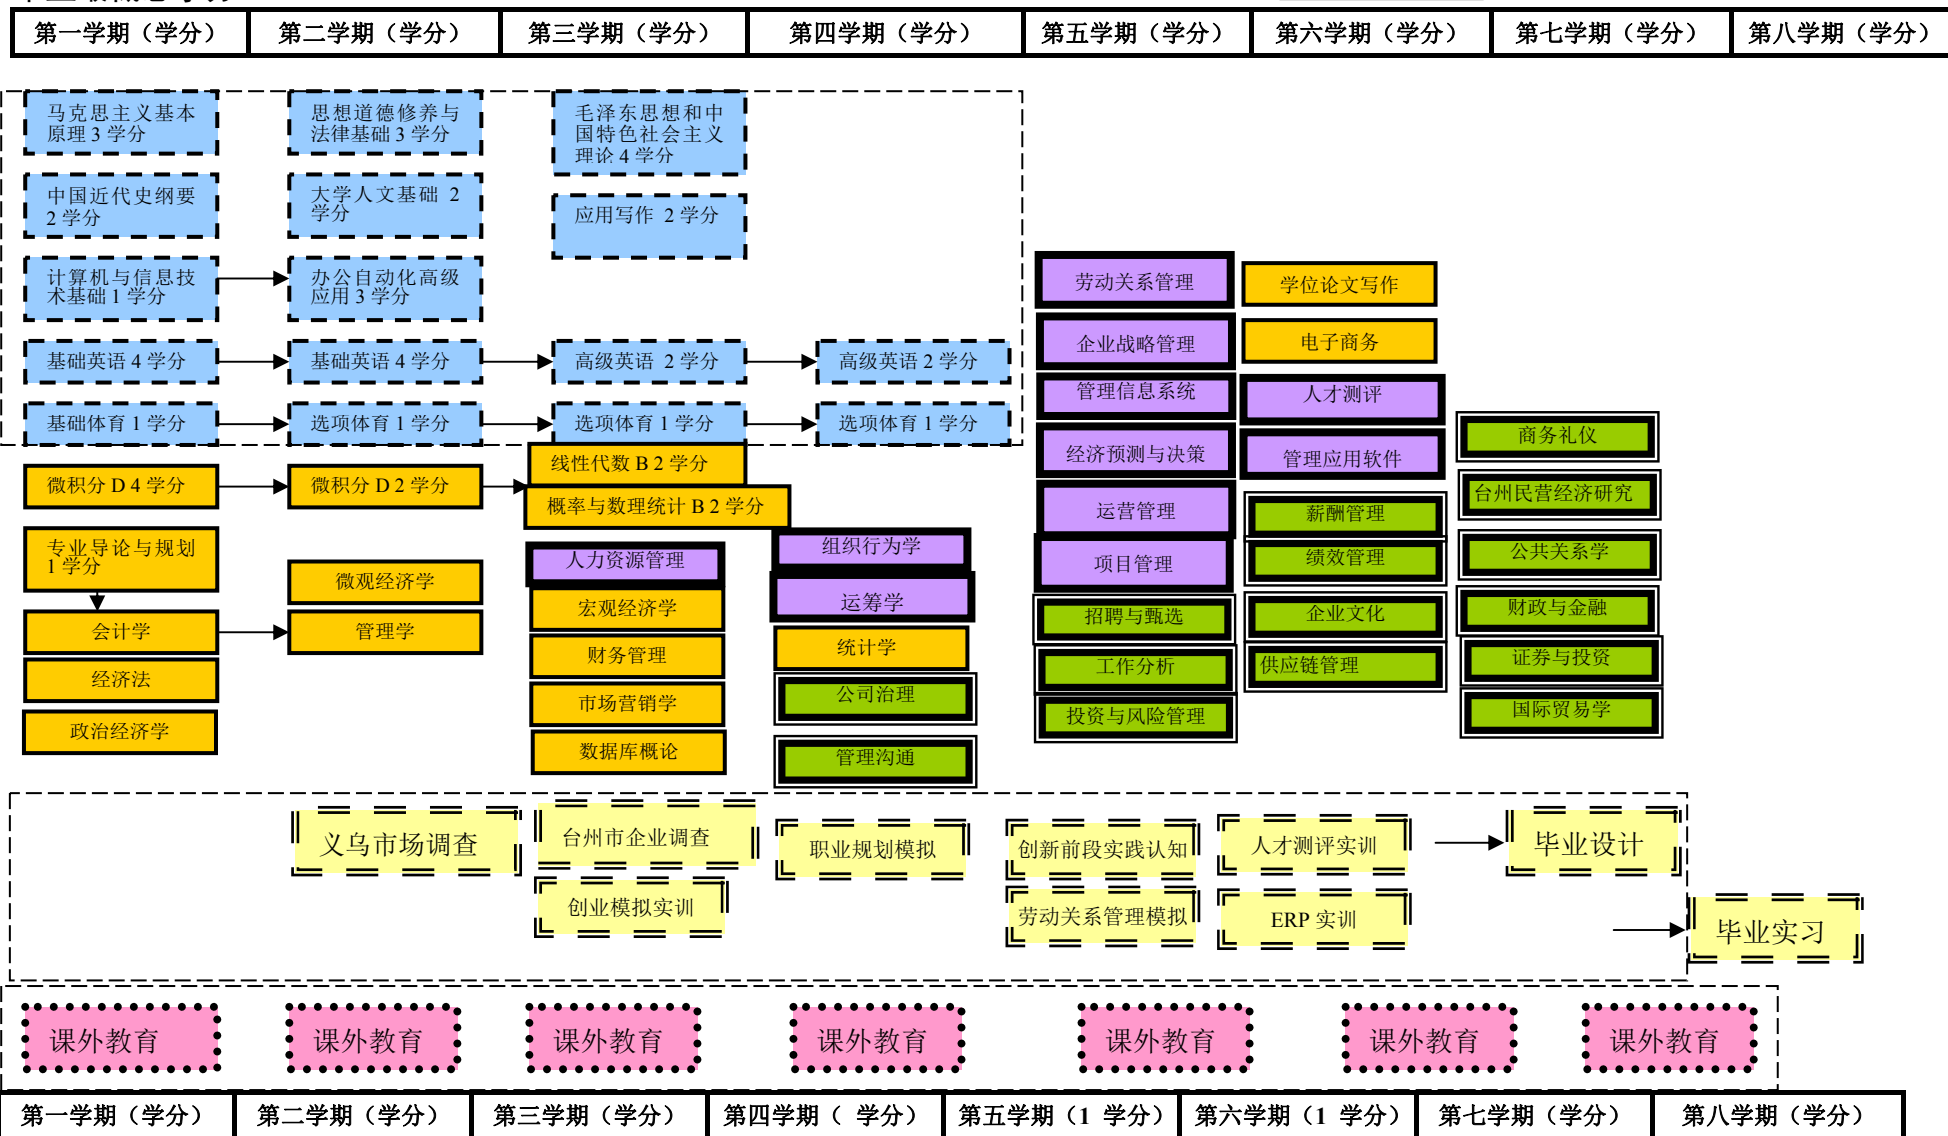 第一学期（学分）
第二学期（学分）
第三学期（学分）
第四学期（学分）
第五学期（学分）
第六学期（学分）
第七学期（学分）
第八学期（学分）
马克思主义基本
原理 3 学分
思想道德修养与
法律基础 3 学分
毛泽东思想和中
国特色社会主义
理论 4 学分
中国近代史纲要
2 学分
大学人文基础 2
学分
应用写作 2 学分
计算机与信息技
术基础 1 学分
办公自动化高级
应用 3 学分
基础英语 4 学分
基础英语 4 学分
高级英语 2 学分
高级英语 2 学分
基础体育 1 学分
选项体育 1 学分
选项体育 1 学分
选项体育 1 学分
微积分 D 4 学分
微积分 D 2 学分
线性代数 B 2 学分
概率与数理统计 B 2 学分
专业导论与规划
1 学分
会计学
经济法
政治经济学
微观经济学
管理学
人力资源管理
宏观经济学
财务管理
市场营销学
数据库概论
组织行为学
运筹学
统计学
公司治理
管理沟通
劳动关系管理
企业战略管理
管理信息系统
经济预测与决策
运营管理
项目管理
招聘与甄选
工作分析
投资与风险管理
学位论文写作
电子商务
人才测评
管理应用软件
薪酬管理
绩效管理
企业文化
供应链管理
商务礼仪
台州民营经济研究
公共关系学
财政与金融
证券与投资
国际贸易学
义乌市场调查
台州市企业调查
创业模拟实训
职业规划模拟
创新前段实践认知
劳动关系管理模拟
人才测评实训
ERP 实训
毕业设计
毕业实习
课外教育
课外教育
课外教育
课外教育
课外教育
课外教育
课外教育
第一学期（学分）
第二学期（学分）
第三学期（学分）
第四学期（ 学分）
第五学期（1 学分）
第六学期（1 学分）
第七学期（学分）
第八学期（学分）